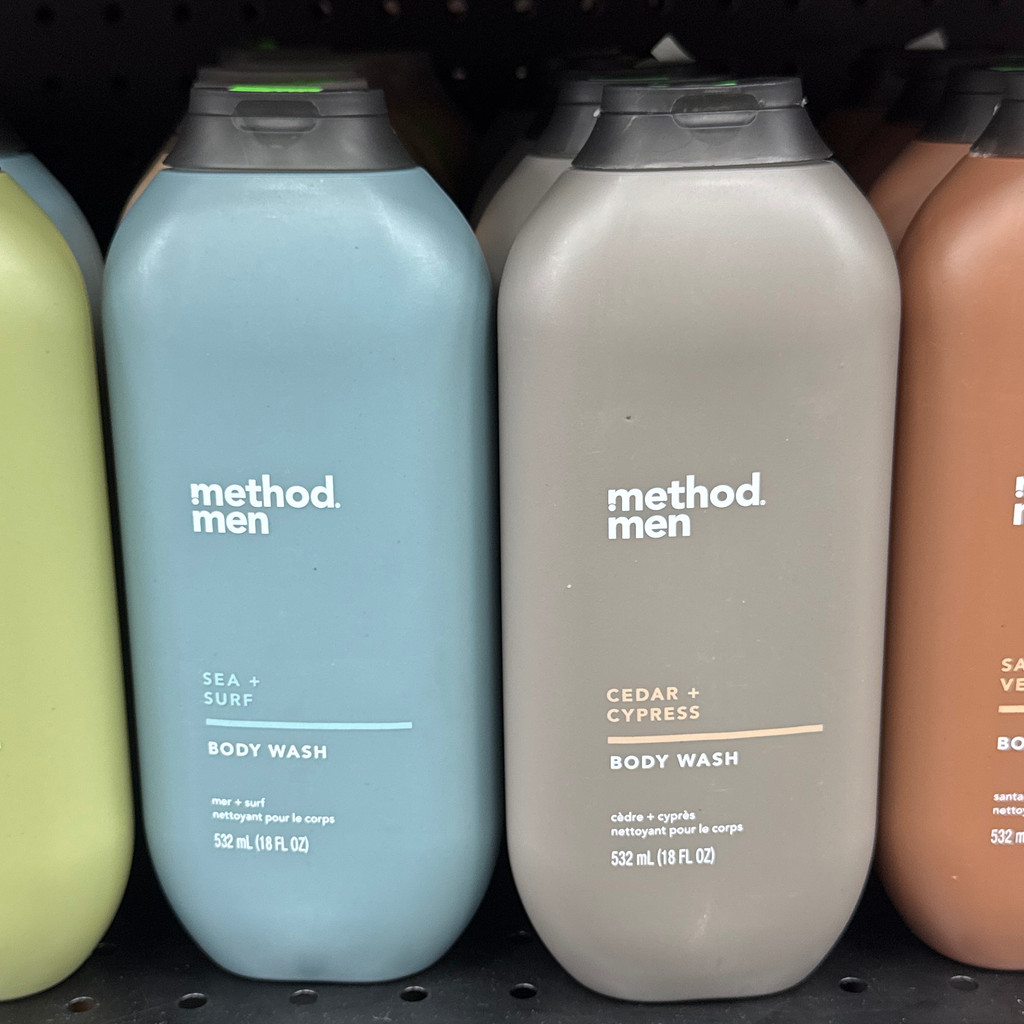 method.
men
SEA +
SURF
BODY WASH
mer + surf
nettoyant pour le corps
532 mL (18 FL OZ)
method.
men
CEDAR +
CYPRESS
BODY WASH
cèdre + cyprès
nettoyant pour le corps
532 mL (18 FL OZ)
532